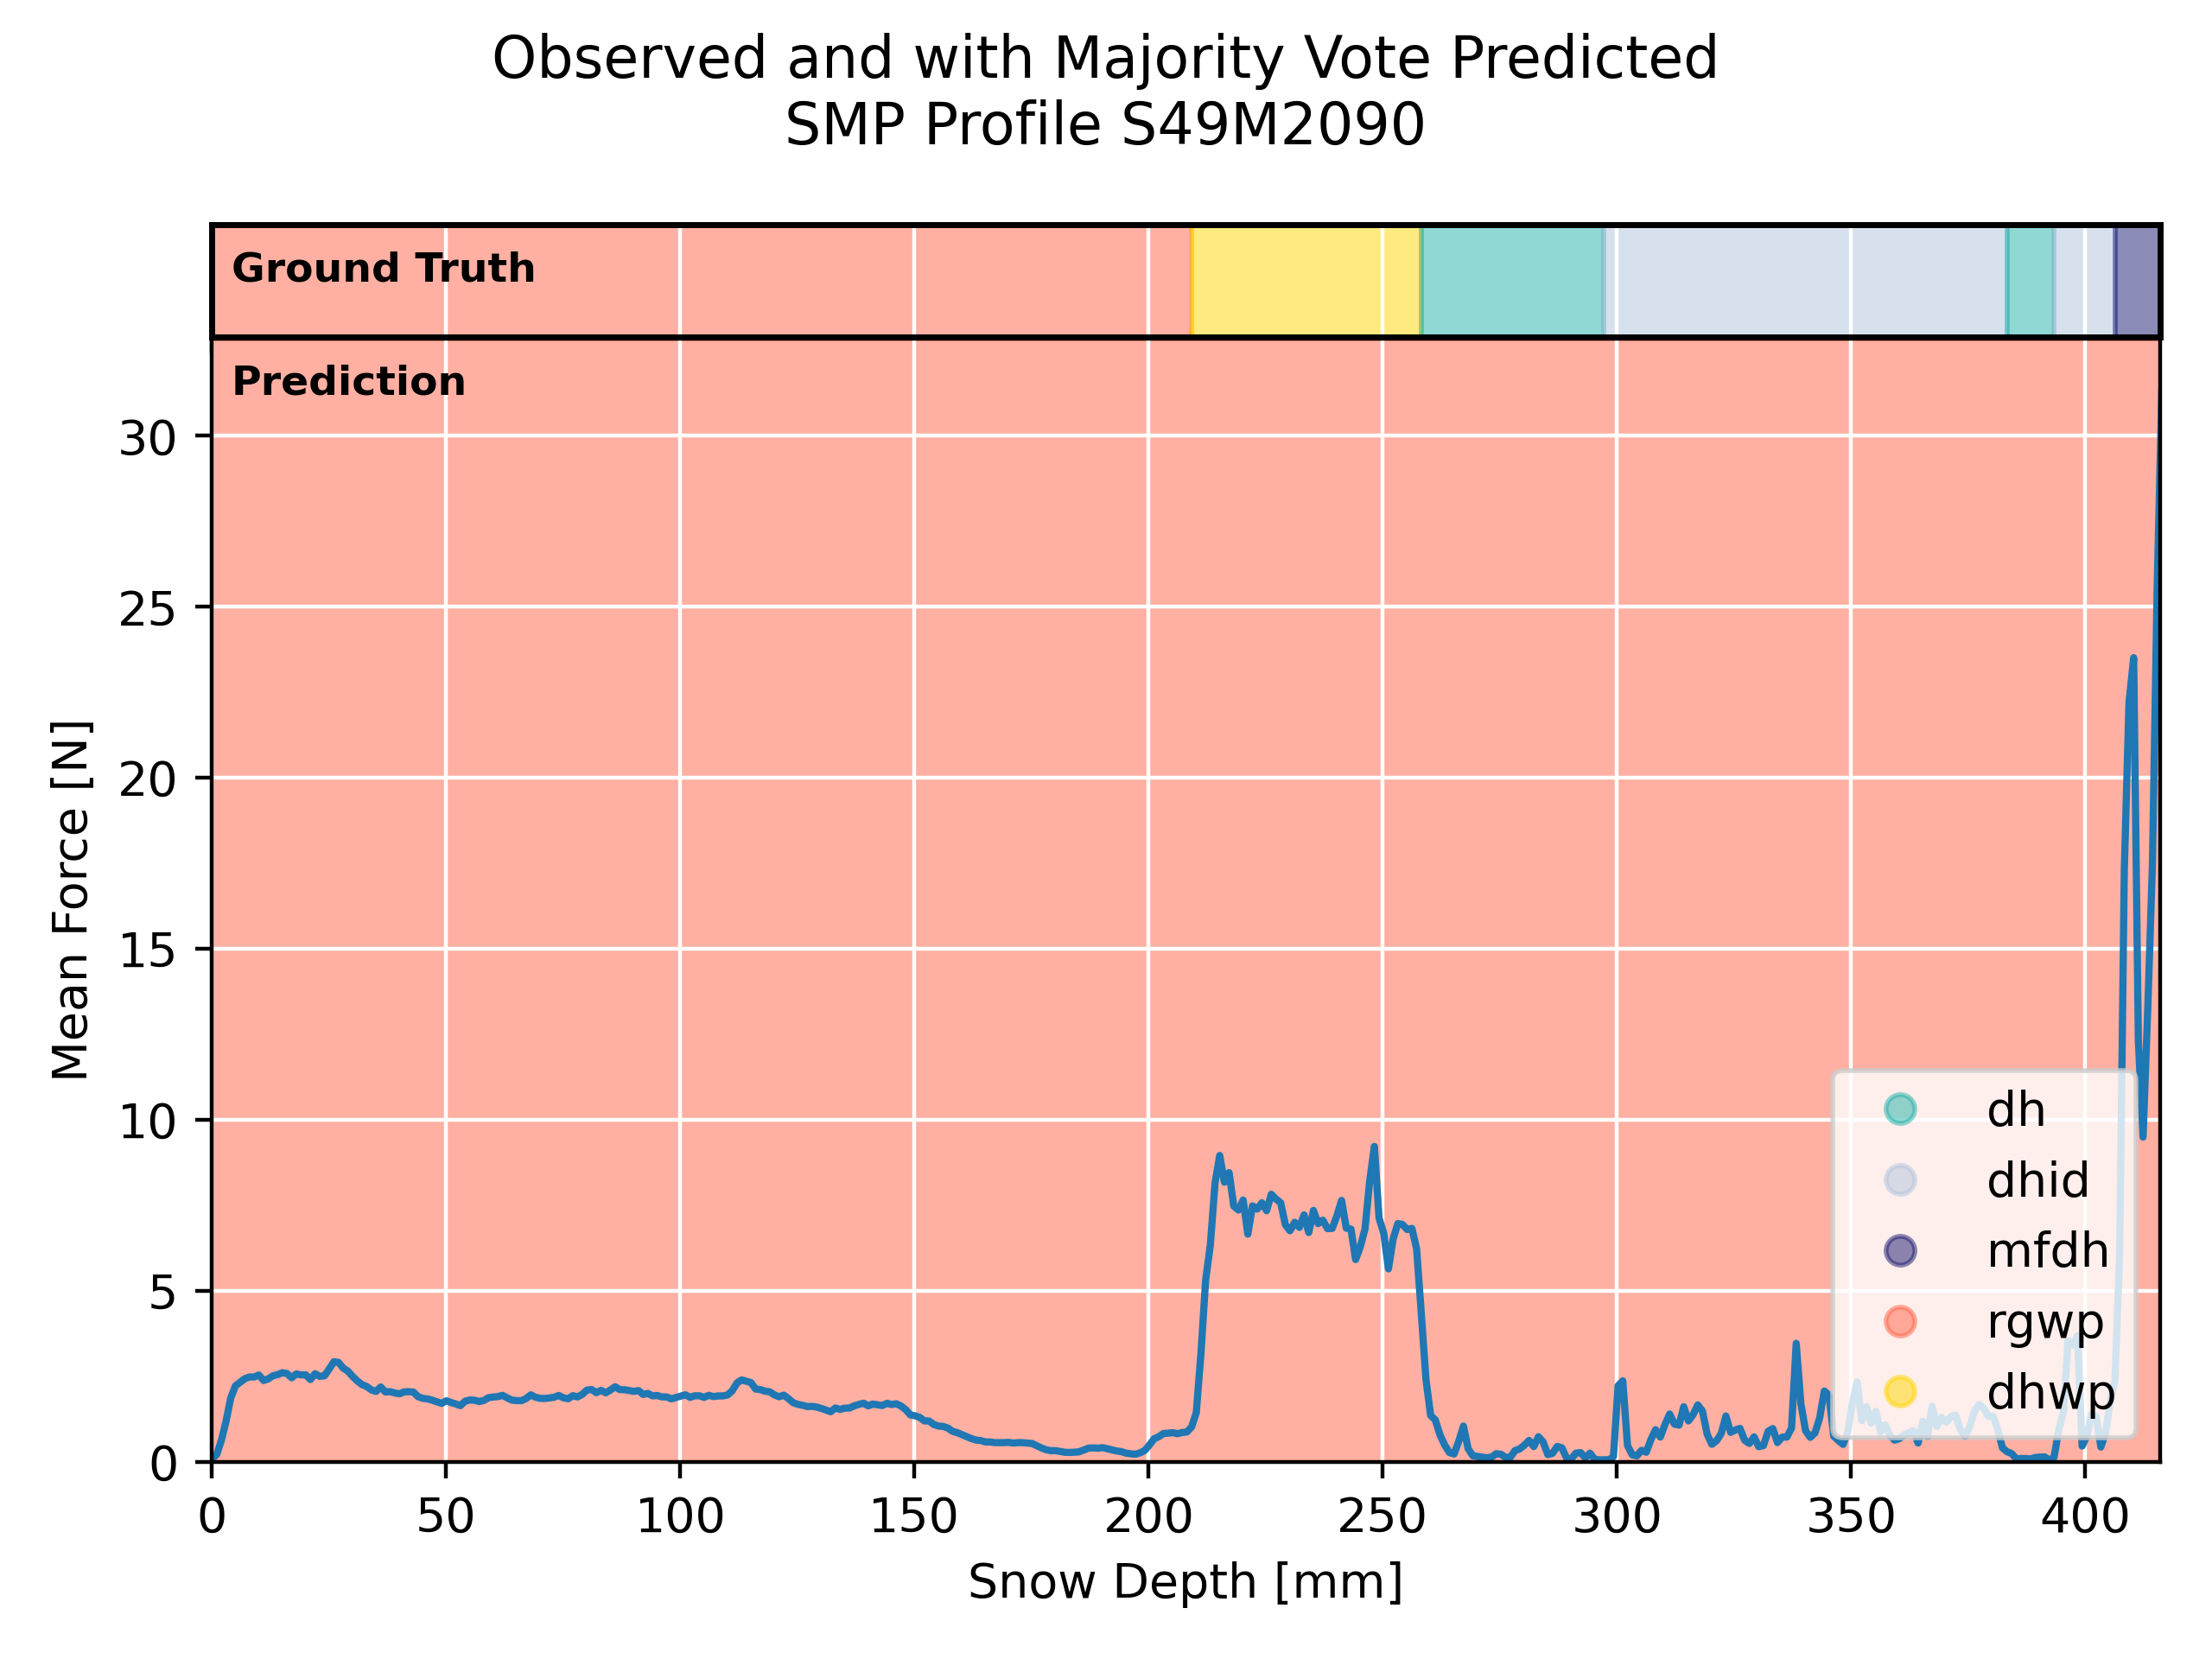 Observed and with Majority Vote Predicted
SMP Profile S49M2090
Ground Truth
Prediction
30
25
20
15
10
5
0
Mean Force [N]
dh
dhid
mfdh
rgwp
dhwp
0 50 100 150 200 250 300 350 400
Snow Depth [mm]